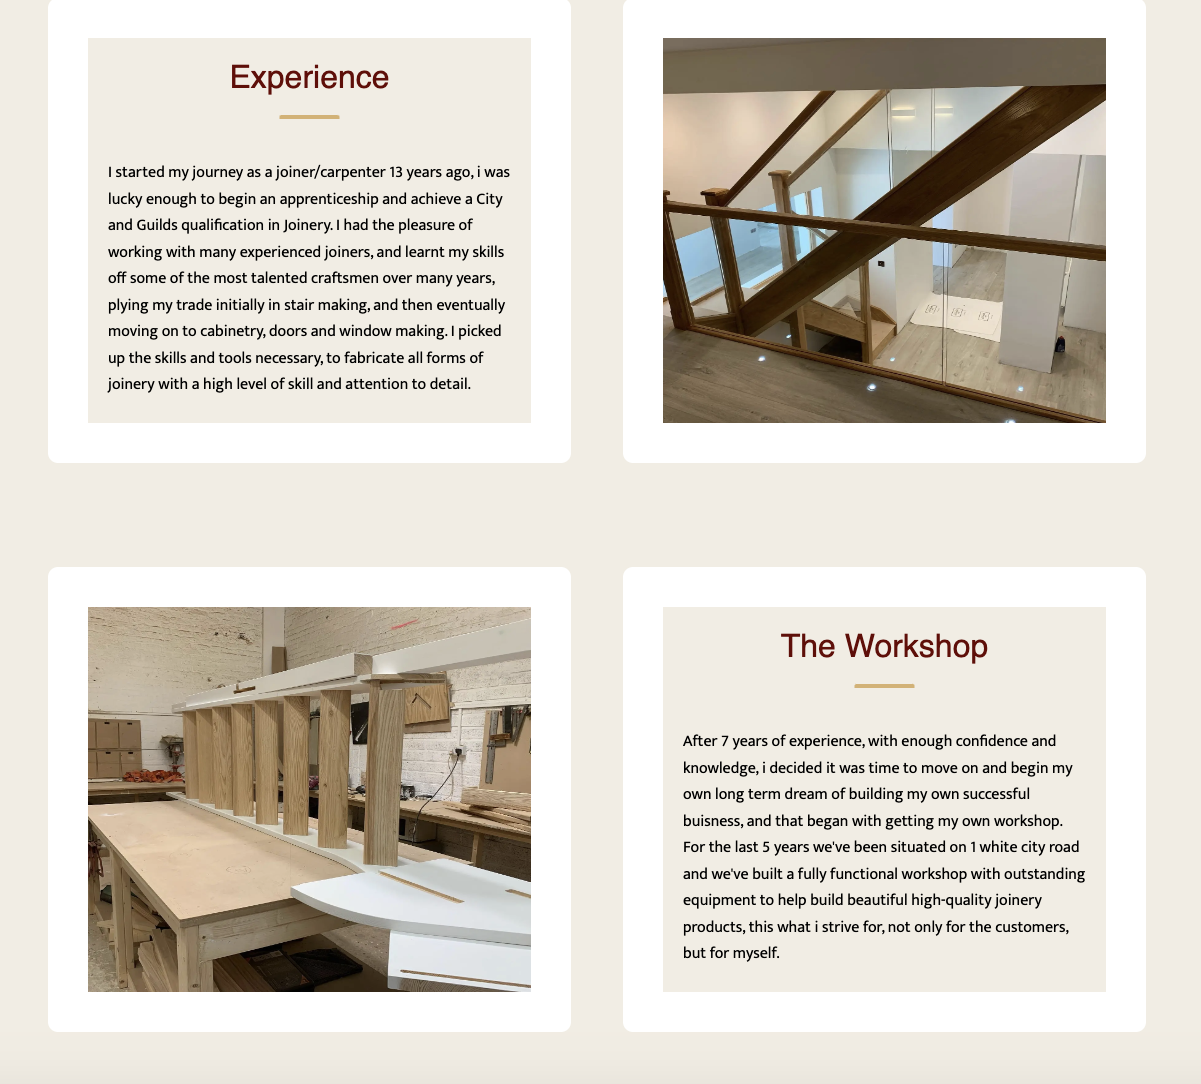 Experience
I started my journey as a joiner/carpenter 13 years ago, i was
lucky enough to begin an apprenticeship and achieve a City
and Guilds qualification in Joinery. I had the pleasure of
working with many experienced joiners, and learnt my skills
off some of the most talented craftsmen over many years,
plying my trade initially in stair making, and then eventually
moving on to cabinetry, doors and window making. I picked
up the skills and tools necessary, to fabricate all forms of
joinery with a high level of skill and attention to detail.
The Workshop
After 7 years of experience, with enough confidence and
knowledge, i decided it was time to move on and begin my
own long term dream of building my own successful
buisness, and that began with getting my own workshop.
For the last 5 years we've been situated on 1 white city road
and we've built a fully functional workshop with outstanding
equipment to help build beautiful high-quality joinery
products, this what i strive for, not only for the customers,
but for myself.